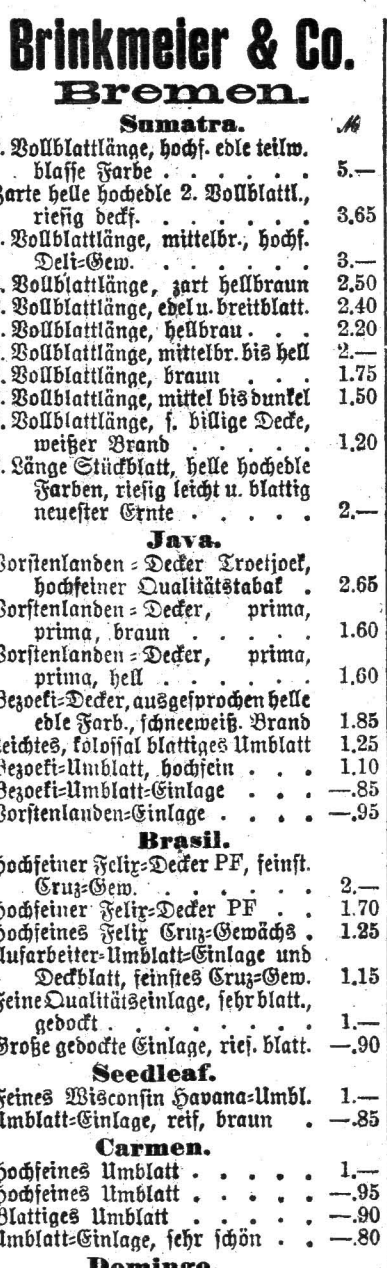 Brinkmeier & Co.
Bremen.
Sumatra. ℳ
. Vollblattlänge, hochf. edle teilw.
blasse Farbe . . . . . . 5.—
Zarte helle hochedle 2. Vollblattl.,
riesig deckf. . . . . . . 3.65
. Vollblattlänge, mittelbr., hochf.
Deli=Gew. . . . . . . 3.—
. Vollblattlänge, zart hellbraun 2.50
. Vollblattlänge, edel u. breitblatt. 2.40
. Vollblattlänge, hellbrau . . . 2.20
. Vollblattlänge, mittelbr. bis hell 2.—
. Vollblattlänge, braun . . . 1.75
. Vollblattlänge, mittel bis dunkel 1.50
. Vollblattlänge, f. billige Decke,
weißer Brand . . . . . 1.20
. Länge Stückblatt, helle hochedle
Farben, riesig leicht u. blattig
neuester Ernte . . . . . 2.—
Java.
Vorstenlanden = Decker Troetjoek,
hochfeiner Qualitätstabak . 2.65
Vorstenlanden = Decker, prima,
prima, braun . . . . . 1.60
Vorstenlanden = Decker, prima,
prima, hell . . . . . . 1.60
Bezoeki=Decker, ausgesprochen helle
edle Farb., schneeweiß. Brand 1.85
Leichtes, kolossal blattiges Umblatt 1.25
Bezoeki=Umblatt, hochfein . . . 1.10
Bezoeki=Umblatt=Einlage . . . —.85
Vorstenlanden=Einlage . . . . —.95
Brasil.
Hochfeiner Felix=Decker PF, feinst.
Cruz=Gew. . . . . . . 2.—
Hochfeiner Felix=Decker PF . . 1.70
Hochfeines Felix Cruz=Gewächs . 1.25
Aufarbeiter=Umblatt=Einlage und
Deckblatt, feinstes Cruz=Gew. 1.15
Feine Qualitätseinlage, sehr blatt.,
gedockt . . . . . . . . 1.—
Große gedockte Einlage, ries. blatt. —.90
Seedleaf.
Feines Wisconsin Havana=Umbl. 1.—
Umblatt=Einlage, reif, braun . —.85
Carmen.
Hochfeines Umblatt . . . . . 1.—
Hochfeines Umblatt . . . . . —.95
Blattiges Umblatt . . . . . —.90
Umblatt=Einlage, sehr schön . . —.80
Domingo